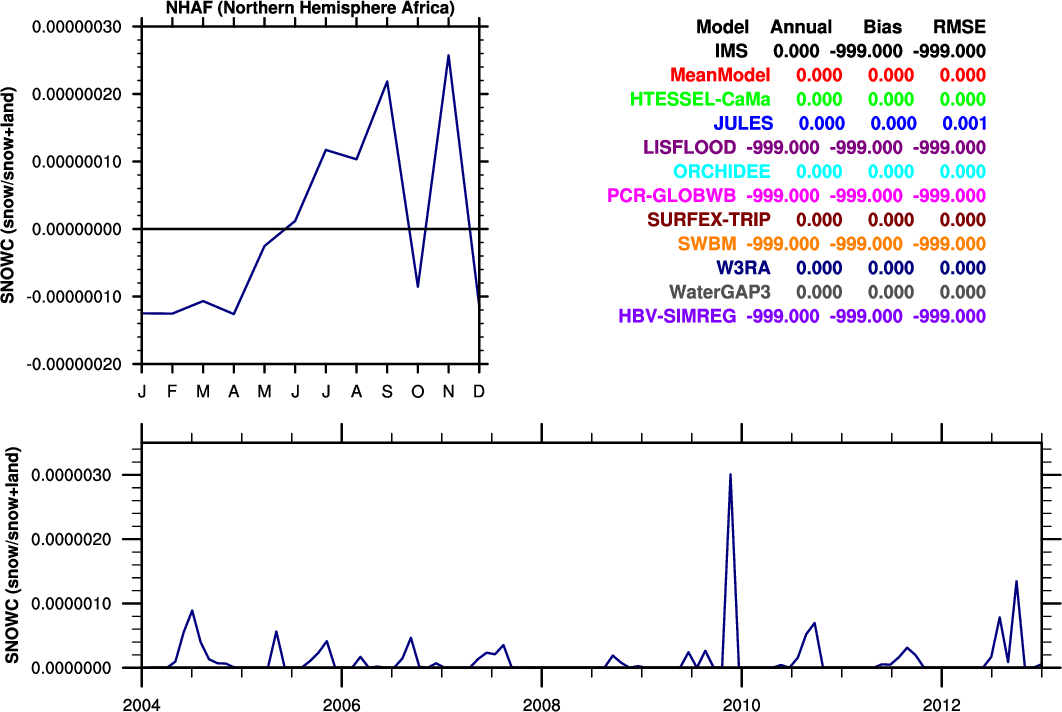 NHAF (Northern Hemisphere Africa)
SNOWC (snow/snow+land)
0.00000030
0.00000020
0.00000010
0.00000000
-0.00000010
-0.00000020
J F M A M J J A S O N D
Model Annual Bias RMSE
IMS 0.000 -999.000 -999.000
MeanModel 0.000 0.000 0.000
HTESSEL-CaMa 0.000 0.000 0.000
JULES 0.000 0.000 0.001
LISFLOOD -999.000 -999.000 -999.000
ORCHIDEE 0.000 0.000 0.000
PCR-GLOBWB -999.000 -999.000 -999.000
SURFEX-TRIP 0.000 0.000 0.000
SWBM -999.000 -999.000 -999.000
W3RA 0.000 0.000 0.000
WaterGAP3 0.000 0.000 0.000
HBV-SIMREG -999.000 -999.000 -999.000
SNOWC (snow/snow+land)
0.0000030
0.0000020
0.0000010
0.0000000
2004 2006 2008 2010 2012